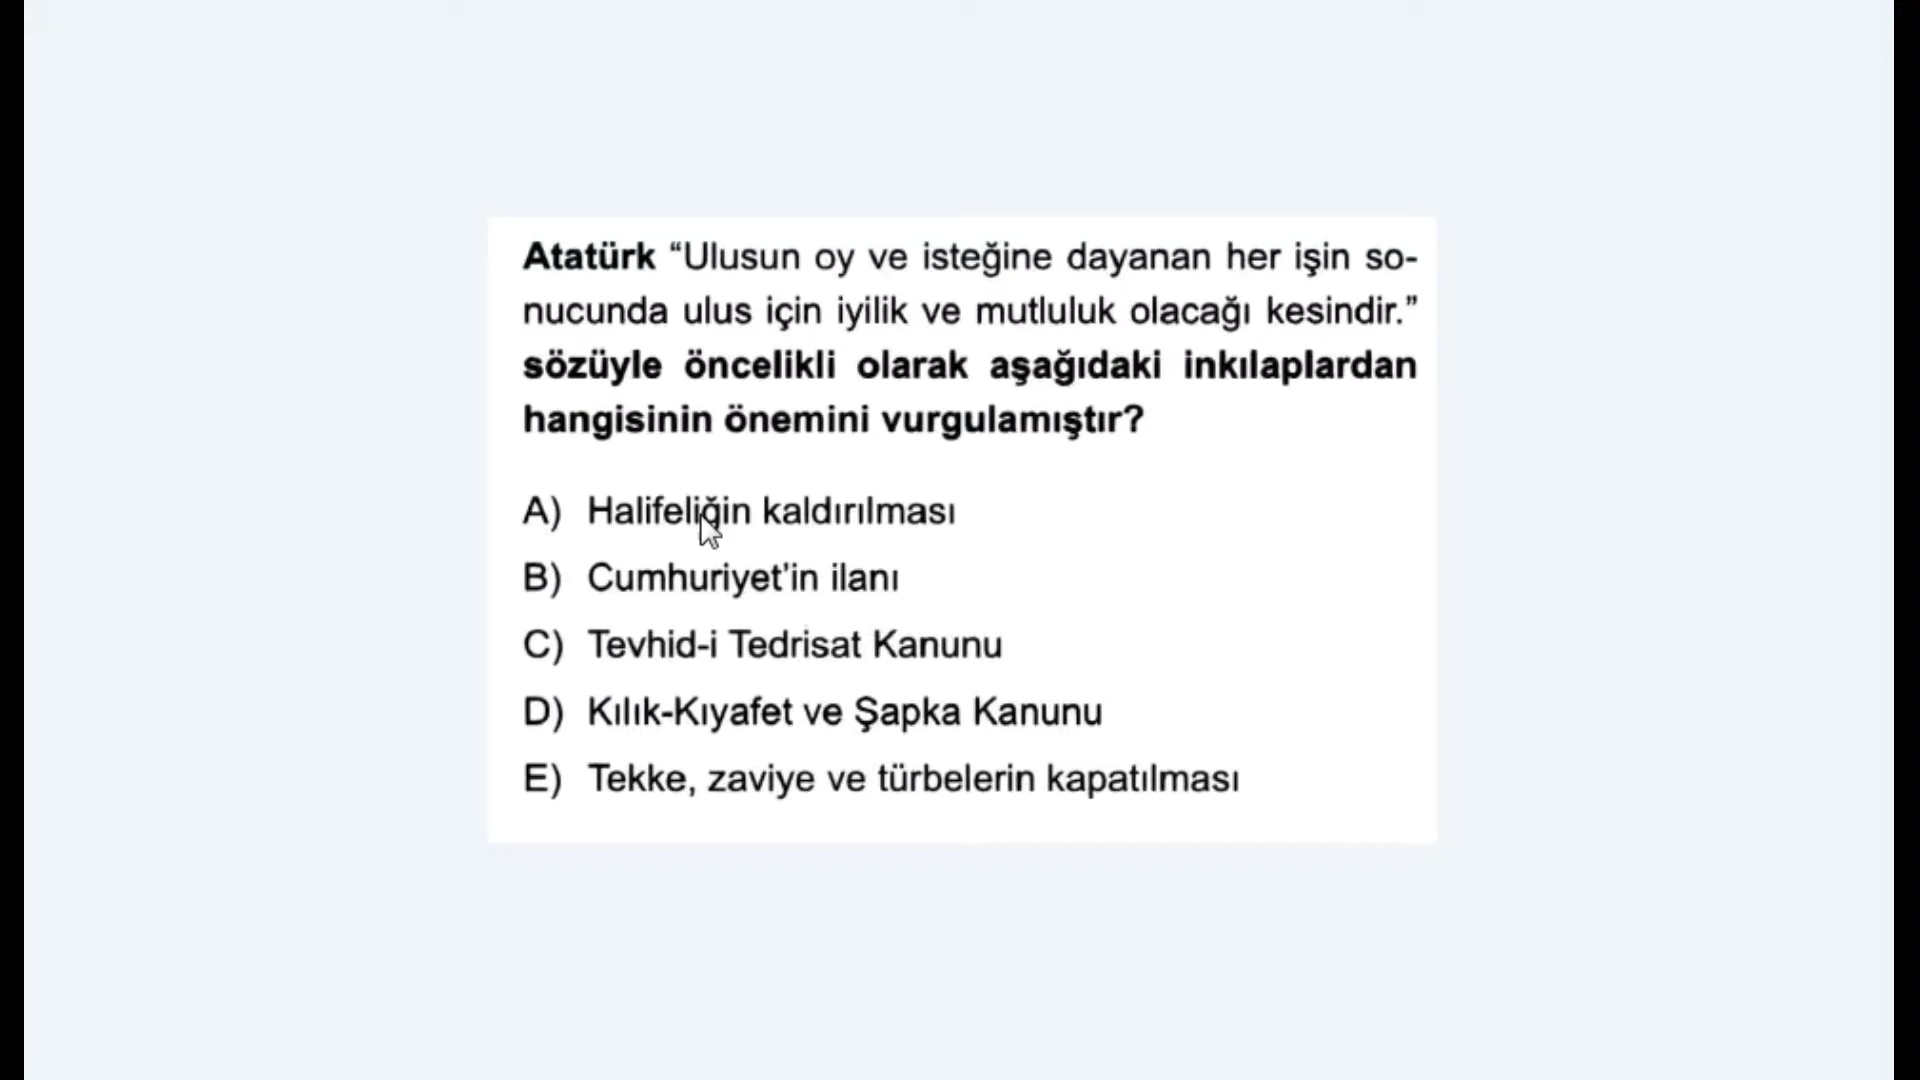 Atatürk “Ulusun oy ve isteğine dayanan her işin so-
nucunda ulus için iyilik ve mutluluk olacağı kesindir.”
sözüyle öncelikli olarak aşağıdaki inkılaplardan
hangisinin önemini vurgulamıştır?
A) Halifeliğin kaldırılması
B) Cumhuriyet’in ilanı
C) Tevhid-i Tedrisat Kanunu
D) Kılık-Kıyafet ve Şapka Kanunu
E) Tekke, zaviye ve türbelerin kapatılması